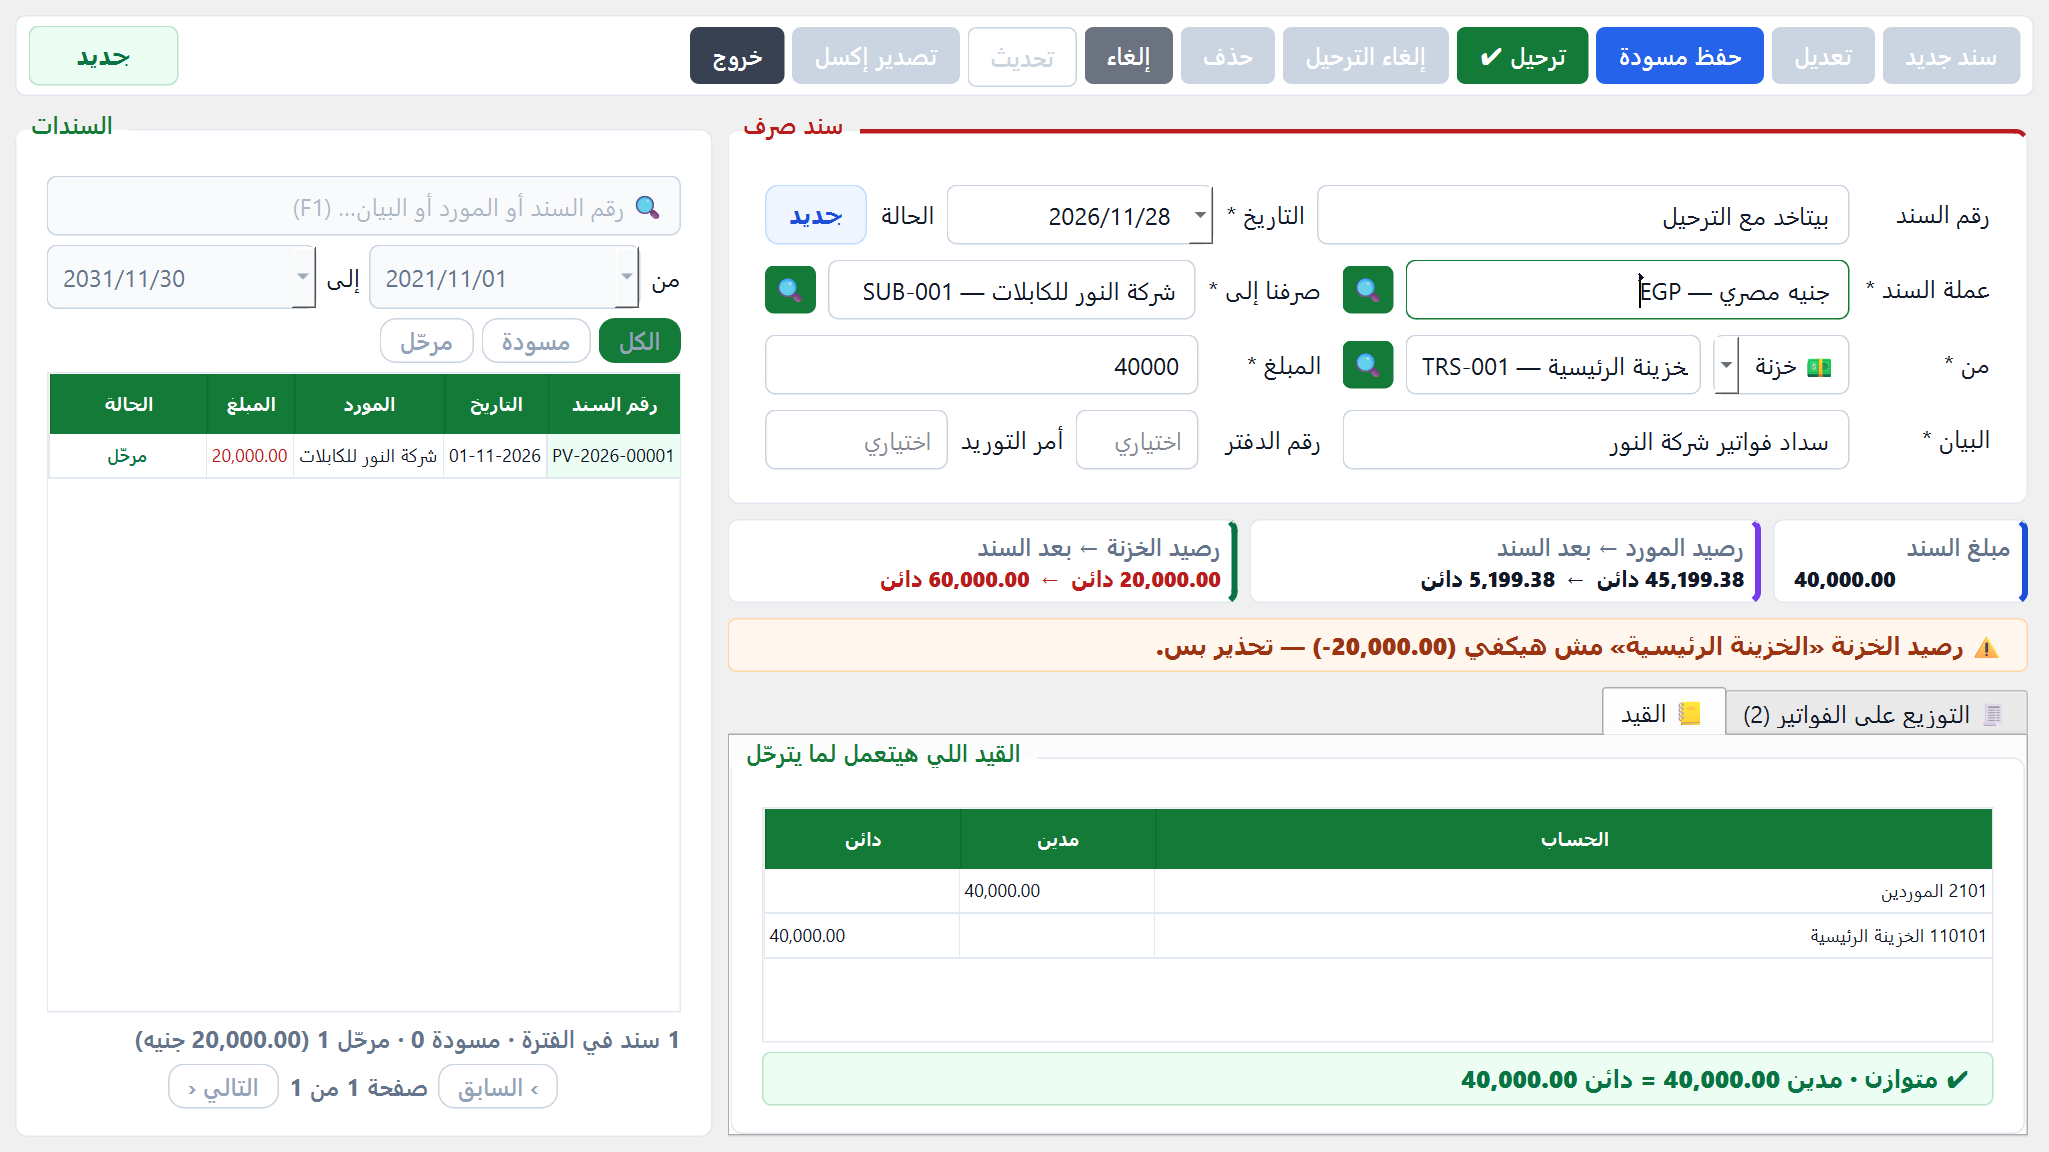 سند جديد
تعديل
حفظ مسودة
ترحيل ✔
إلغاء الترحيل
حذف
إلغاء
تحديث
تصدير إكسل
خروج
جديد
سند صرف
رقم السند
بيتاخد مع الترحيل
التاريخ *
2026/11/28
الحالة
جديد
عملة السند *
جنيه مصري — EGP
صرفنا إلى *
شركة النور للكابلات — SUB-001
من *
خزنة
خزينة الرئيسية — TRS-001
المبلغ *
40000
البيان *
سداد فواتير شركة النور
رقم الدفتر
اختياري
أمر التوريد
اختياري
مبلغ السند
40,000.00
رصيد المورد ← بعد السند
45,199.38 دائن ← 5,199.38 دائن
رصيد الخزنة ← بعد السند
20,000.00 دائن ← 60,000.00 دائن
⚠ رصيد الخزنة «الخزينة الرئيسية» مش هيكفي (20,000.00-) — تحذير بس.
التوزيع على الفواتير (2)
القيد
القيد اللي هيتعمل لما يترحّل
الحساب مدين دائن
2101 الموردين 40,000.00
110101 الخزينة الرئيسية 40,000.00
✔ متوازن · مدين 40,000.00 = دائن 40,000.00
السندات
رقم السند أو المورد أو البيان... (F1)
من
2021/11/01
إلى
2031/11/30
الكل
مسودة
مرحّل
رقم السند التاريخ المورد المبلغ الحالة
PV-2026-00001 01-11-2026 شركة النور للكابلات 20,000.00 مرحّل
1 سند في الفترة · مسودة 0 · مرحّل 1 (20,000.00 جنيه)
‹ السابق
صفحة 1 من 1
التالي ›